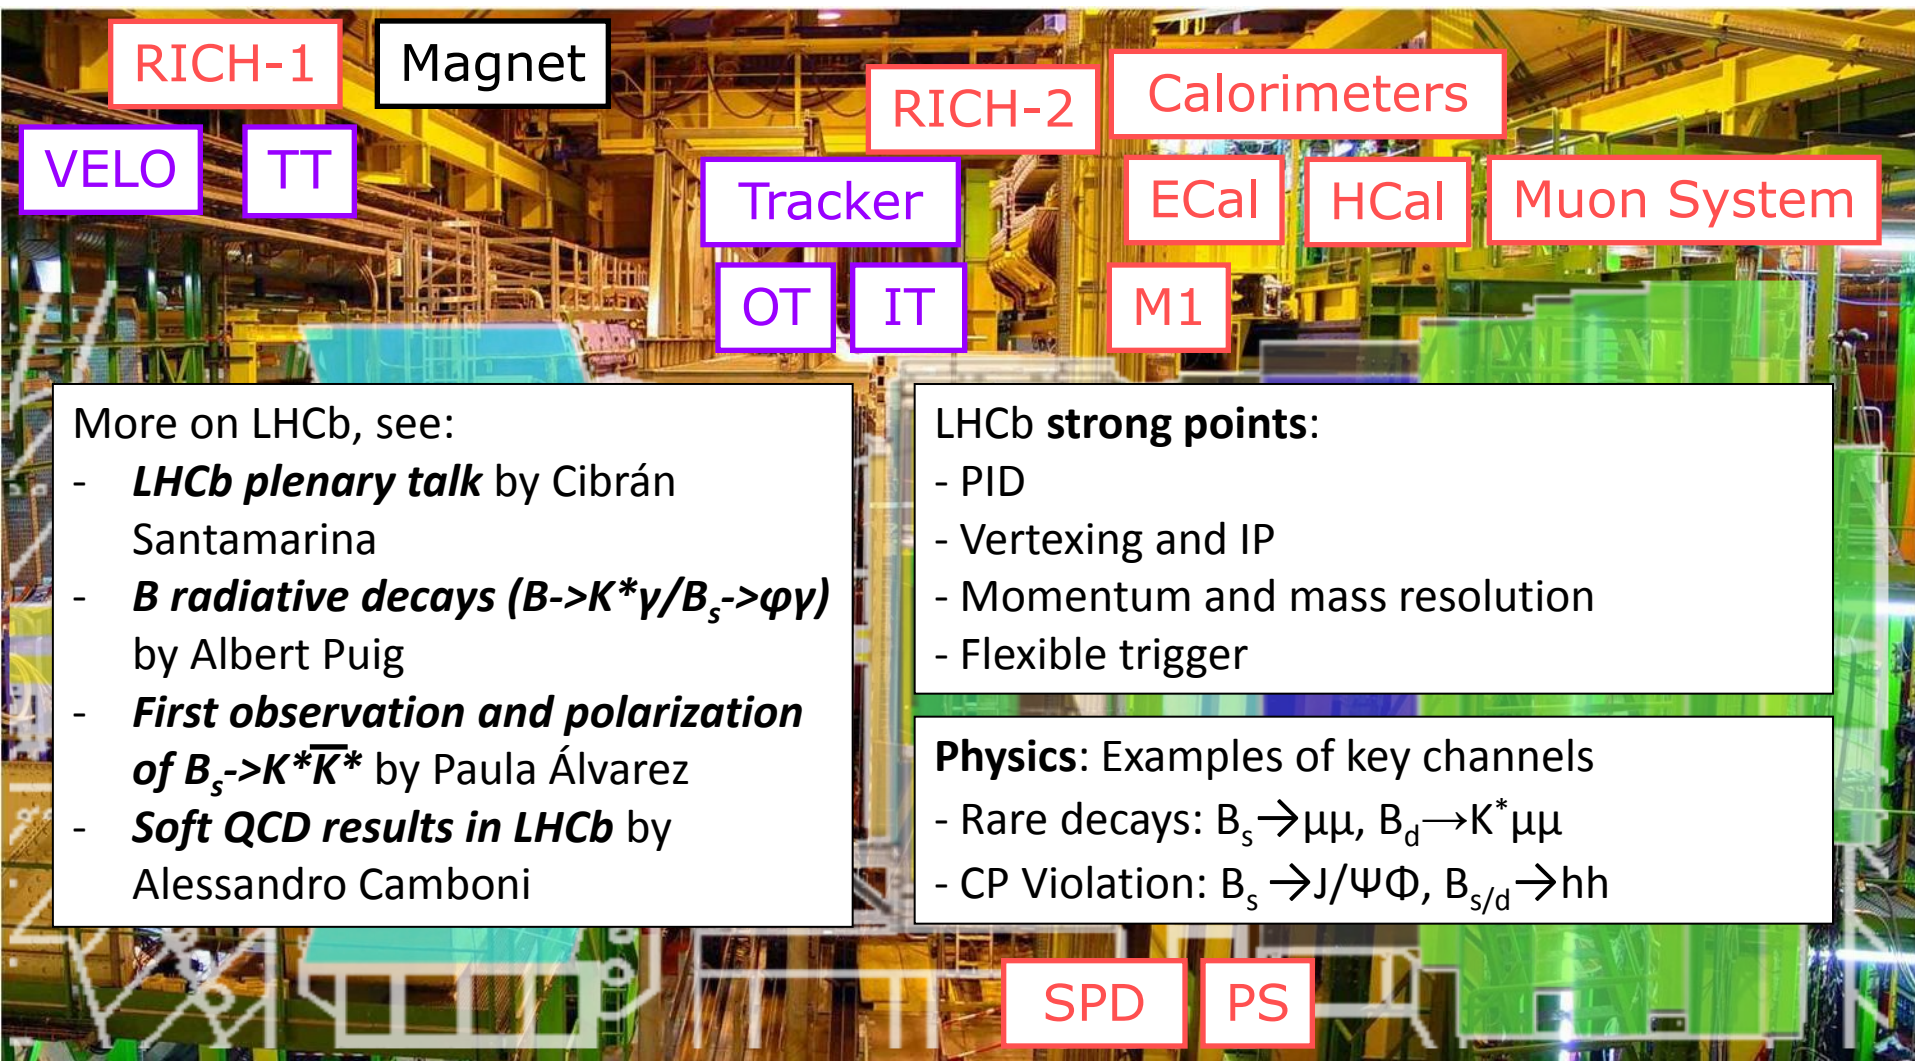 RICH-1
Magnet
RICH-2
Calorimeters
VELO
TT
Tracker
ECal
HCal
Muon System
OT
IT
M1
More on LHCb, see:
- LHCb plenary talk by Cibrán
Santamarina
- B radiative decays (B->K*γ/Bₛ->φγ)
by Albert Puig
- First observation and polarization
of Bₛ->K*K̅* by Paula Álvarez
- Soft QCD results in LHCb by
Alessandro Camboni
LHCb strong points:
- PID
- Vertexing and IP
- Momentum and mass resolution
- Flexible trigger
Physics: Examples of key channels
- Rare decays: Bₛ→μμ, B_d→K*μμ
- CP Violation: Bₛ →J/ΨΦ, B_s/d→hh
SPD
PS